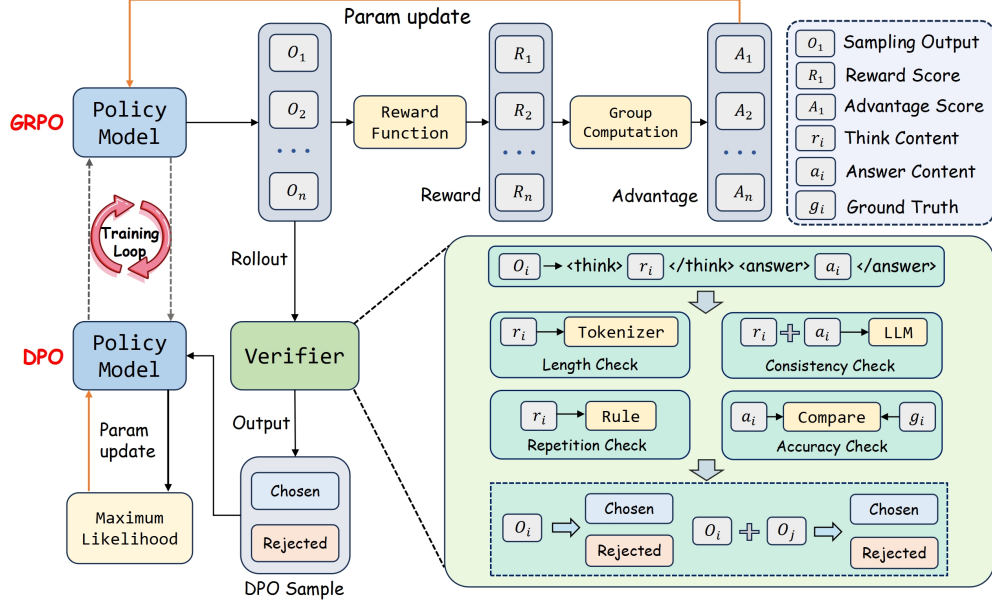 Param update
GRPO
Policy
Model
O₁
O₂
...
Oₙ
Reward
Function
R₁
R₂
...
Rₙ
Reward
Group
Computation
A₁
A₂
...
Aₙ
Advantage
O₁ Sampling Output
R₁ Reward Score
A₁ Advantage Score
rᵢ Think Content
aᵢ Answer Content
gᵢ Ground Truth
Training
Loop
Rollout
DPO
Policy
Model
Verifier
Param
update
Output
Maximum
Likelihood
Chosen
Rejected
DPO Sample
Oᵢ <think> rᵢ </think> <answer> aᵢ </answer>
rᵢ Tokenizer
Length Check
rᵢ + aᵢ LLM
Consistency Check
rᵢ Rule
Repetition Check
aᵢ Compare gᵢ
Accuracy Check
Oᵢ
Chosen
Rejected
Oᵢ + Oⱼ
Chosen
Rejected